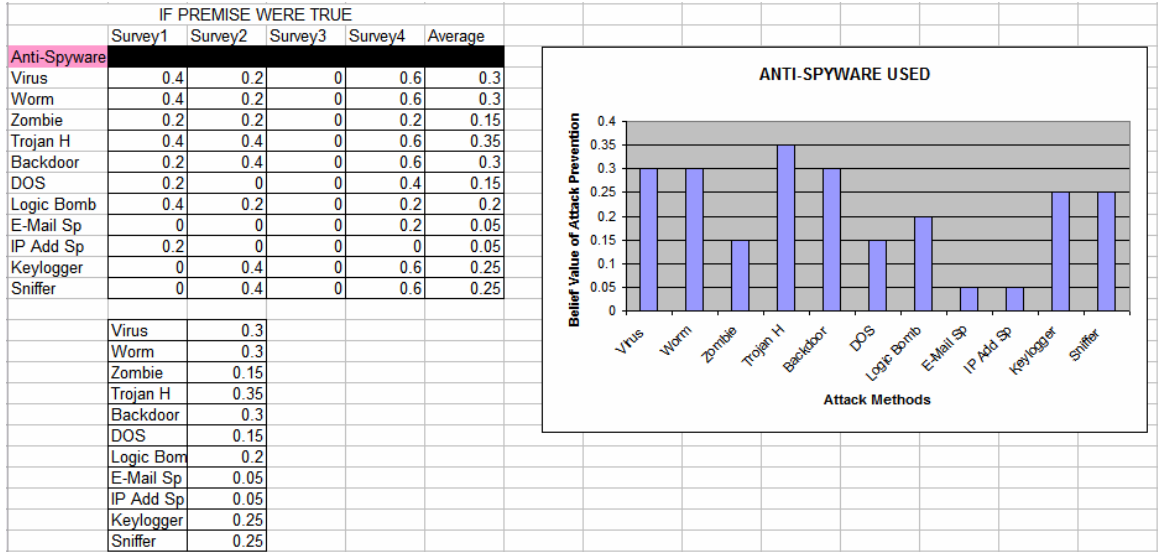 IF PREMISE WERE TRUE
Survey1 Survey2 Survey3 Survey4 Average
Anti-Spyware
Virus 0.4 0.2 0 0.6 0.3
Worm 0.4 0.2 0 0.6 0.3
Zombie 0.2 0.2 0 0.2 0.15
Trojan H 0.4 0.4 0 0.6 0.35
Backdoor 0.2 0.4 0 0.6 0.3
DOS 0.2 0 0 0.4 0.15
Logic Bomb 0.4 0.2 0 0.2 0.2
E-Mail Sp 0 0 0 0.2 0.05
IP Add Sp 0.2 0 0 0 0.05
Keylogger 0 0.4 0 0.6 0.25
Sniffer 0 0.4 0 0.6 0.25
Virus 0.3
Worm 0.3
Zombie 0.15
Trojan H 0.35
Backdoor 0.3
DOS 0.15
Logic Bom 0.2
E-Mail Sp 0.05
IP Add Sp 0.05
Keylogger 0.25
Sniffer 0.25
ANTI-SPYWARE USED
Belief Value of Attack Prevention
0.4
0.35
0.3
0.25
0.2
0.15
0.1
0.05
0
Virus Worm Zombie Trojan H Backdoor DOS Logic Bomb E-Mail Sp IP Add Sp Keylogger Sniffer
Attack Methods